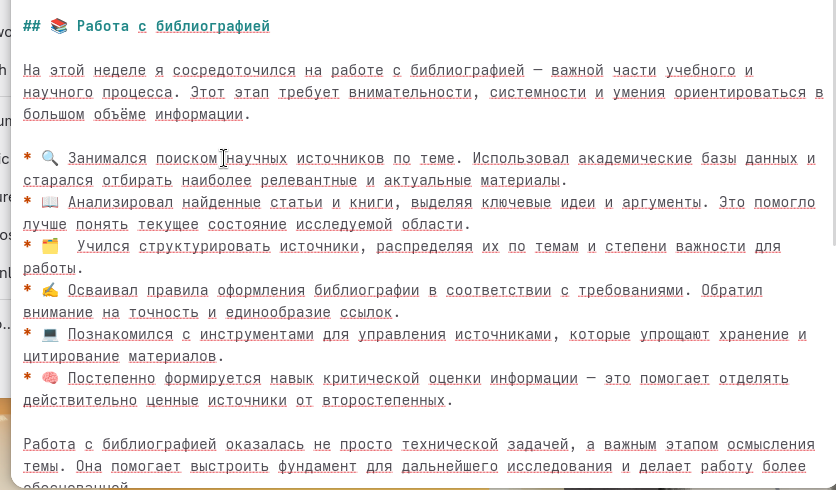 ## 📚 Работа с библиографией
На этой неделе я сосредоточился на работе с библиографией — важной части учебного и
научного процесса. Этот этап требует внимательности, системности и умения ориентироваться в
большом объёме информации.
* 🔍 Занимался поиском научных источников по теме. Использовал академические базы данных и
старался отбирать наиболее релевантные и актуальные материалы.
* 📖 Анализировал найденные статьи и книги, выделяя ключевые идеи и аргументы. Это помогло
лучше понять текущее состояние исследуемой области.
* 🗂️ Учился структурировать источники, распределяя их по темам и степени важности для
работы.
* ✍️ Осваивал правила оформления библиографии в соответствии с требованиями. Обратил
внимание на точность и единообразие ссылок.
* 💻 Познакомился с инструментами для управления источниками, которые упрощают хранение и
цитирование материалов.
* 🧠 Постепенно формируется навык критической оценки информации — это помогает отделять
действительно ценные источники от второстепенных.
Работа с библиографией оказалась не просто технической задачей, а важным этапом осмысления
темы. Она помогает выстроить фундамент для дальнейшего исследования и делает работу более
обоснованной.